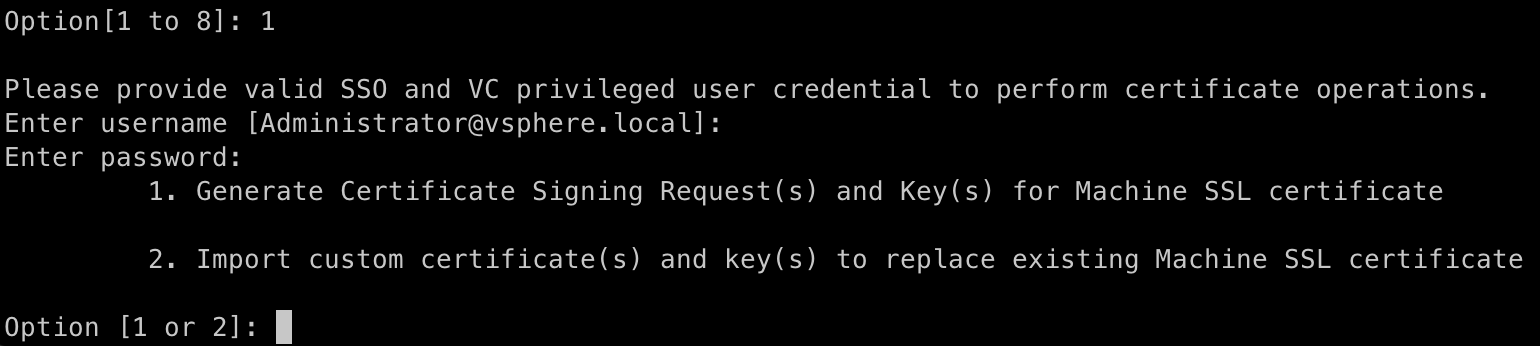 Option[1 to 8]: 1
Please provide valid SSO and VC privileged user credential to perform certificate operations.
Enter username [Administrator@vsphere.local]:
Enter password:
1. Generate Certificate Signing Request(s) and Key(s) for Machine SSL certificate
2. Import custom certificate(s) and key(s) to replace existing Machine SSL certificate
Option [1 or 2]: